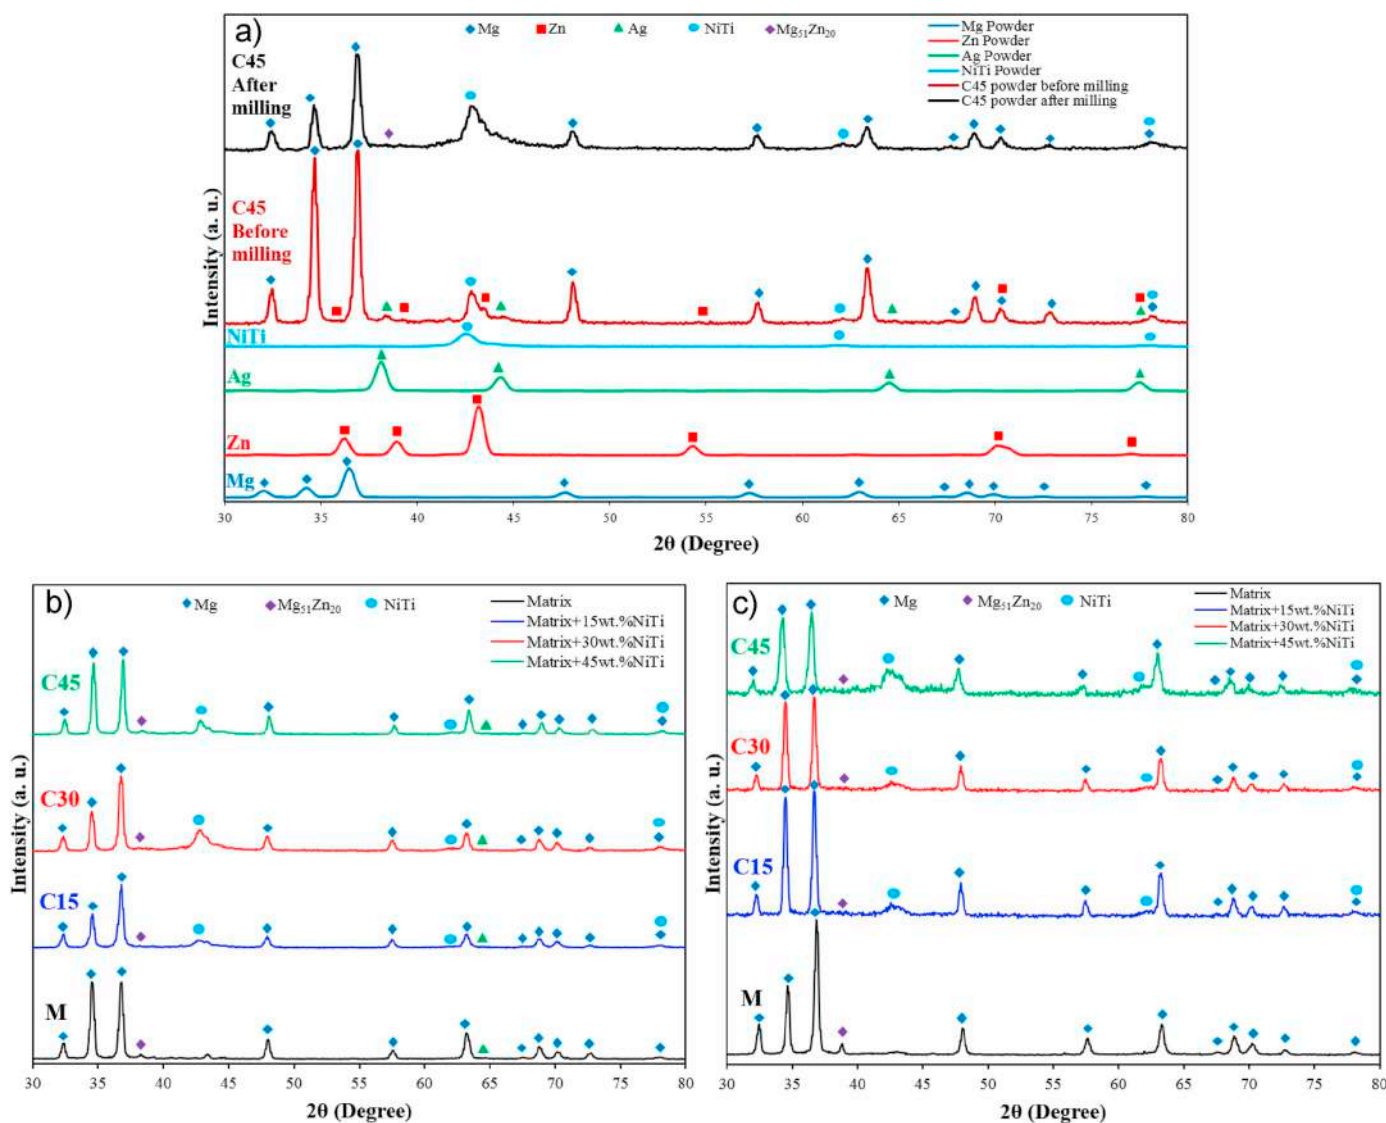 a)
Mg Zn Ag NiTi Mg₅₁Zn₂₀
Mg Powder
Zn Powder
Ag Powder
NiTi Powder
C45 powder before milling
C45 powder after milling
C45
After
milling
C45
Before
milling
NiTi
Ag
Zn
Mg
Intensity (a. u.)
30 35 40 45 55 60 65 70 75 80
2θ (Degree)
b)
Mg Mg₅₁Zn₂₀ NiTi
Matrix
Matrix+15wt.%NiTi
Matrix+30wt.%NiTi
Matrix+45wt.%NiTi
C45
C30
C15
M
Intensity (a. u.)
30 35 40 45 50 55 60 65 70 75 80
2θ (Degree)
c)
Mg Mg₅₁Zn₂₀ NiTi
Matrix
Matrix+15wt.%NiTi
Matrix+30wt.%NiTi
Matrix+45wt.%NiTi
C45
C30
C15
M
Intensity (a. u.)
30 35 40 45 50 55 60 65 70 75 80
2θ (Degree)